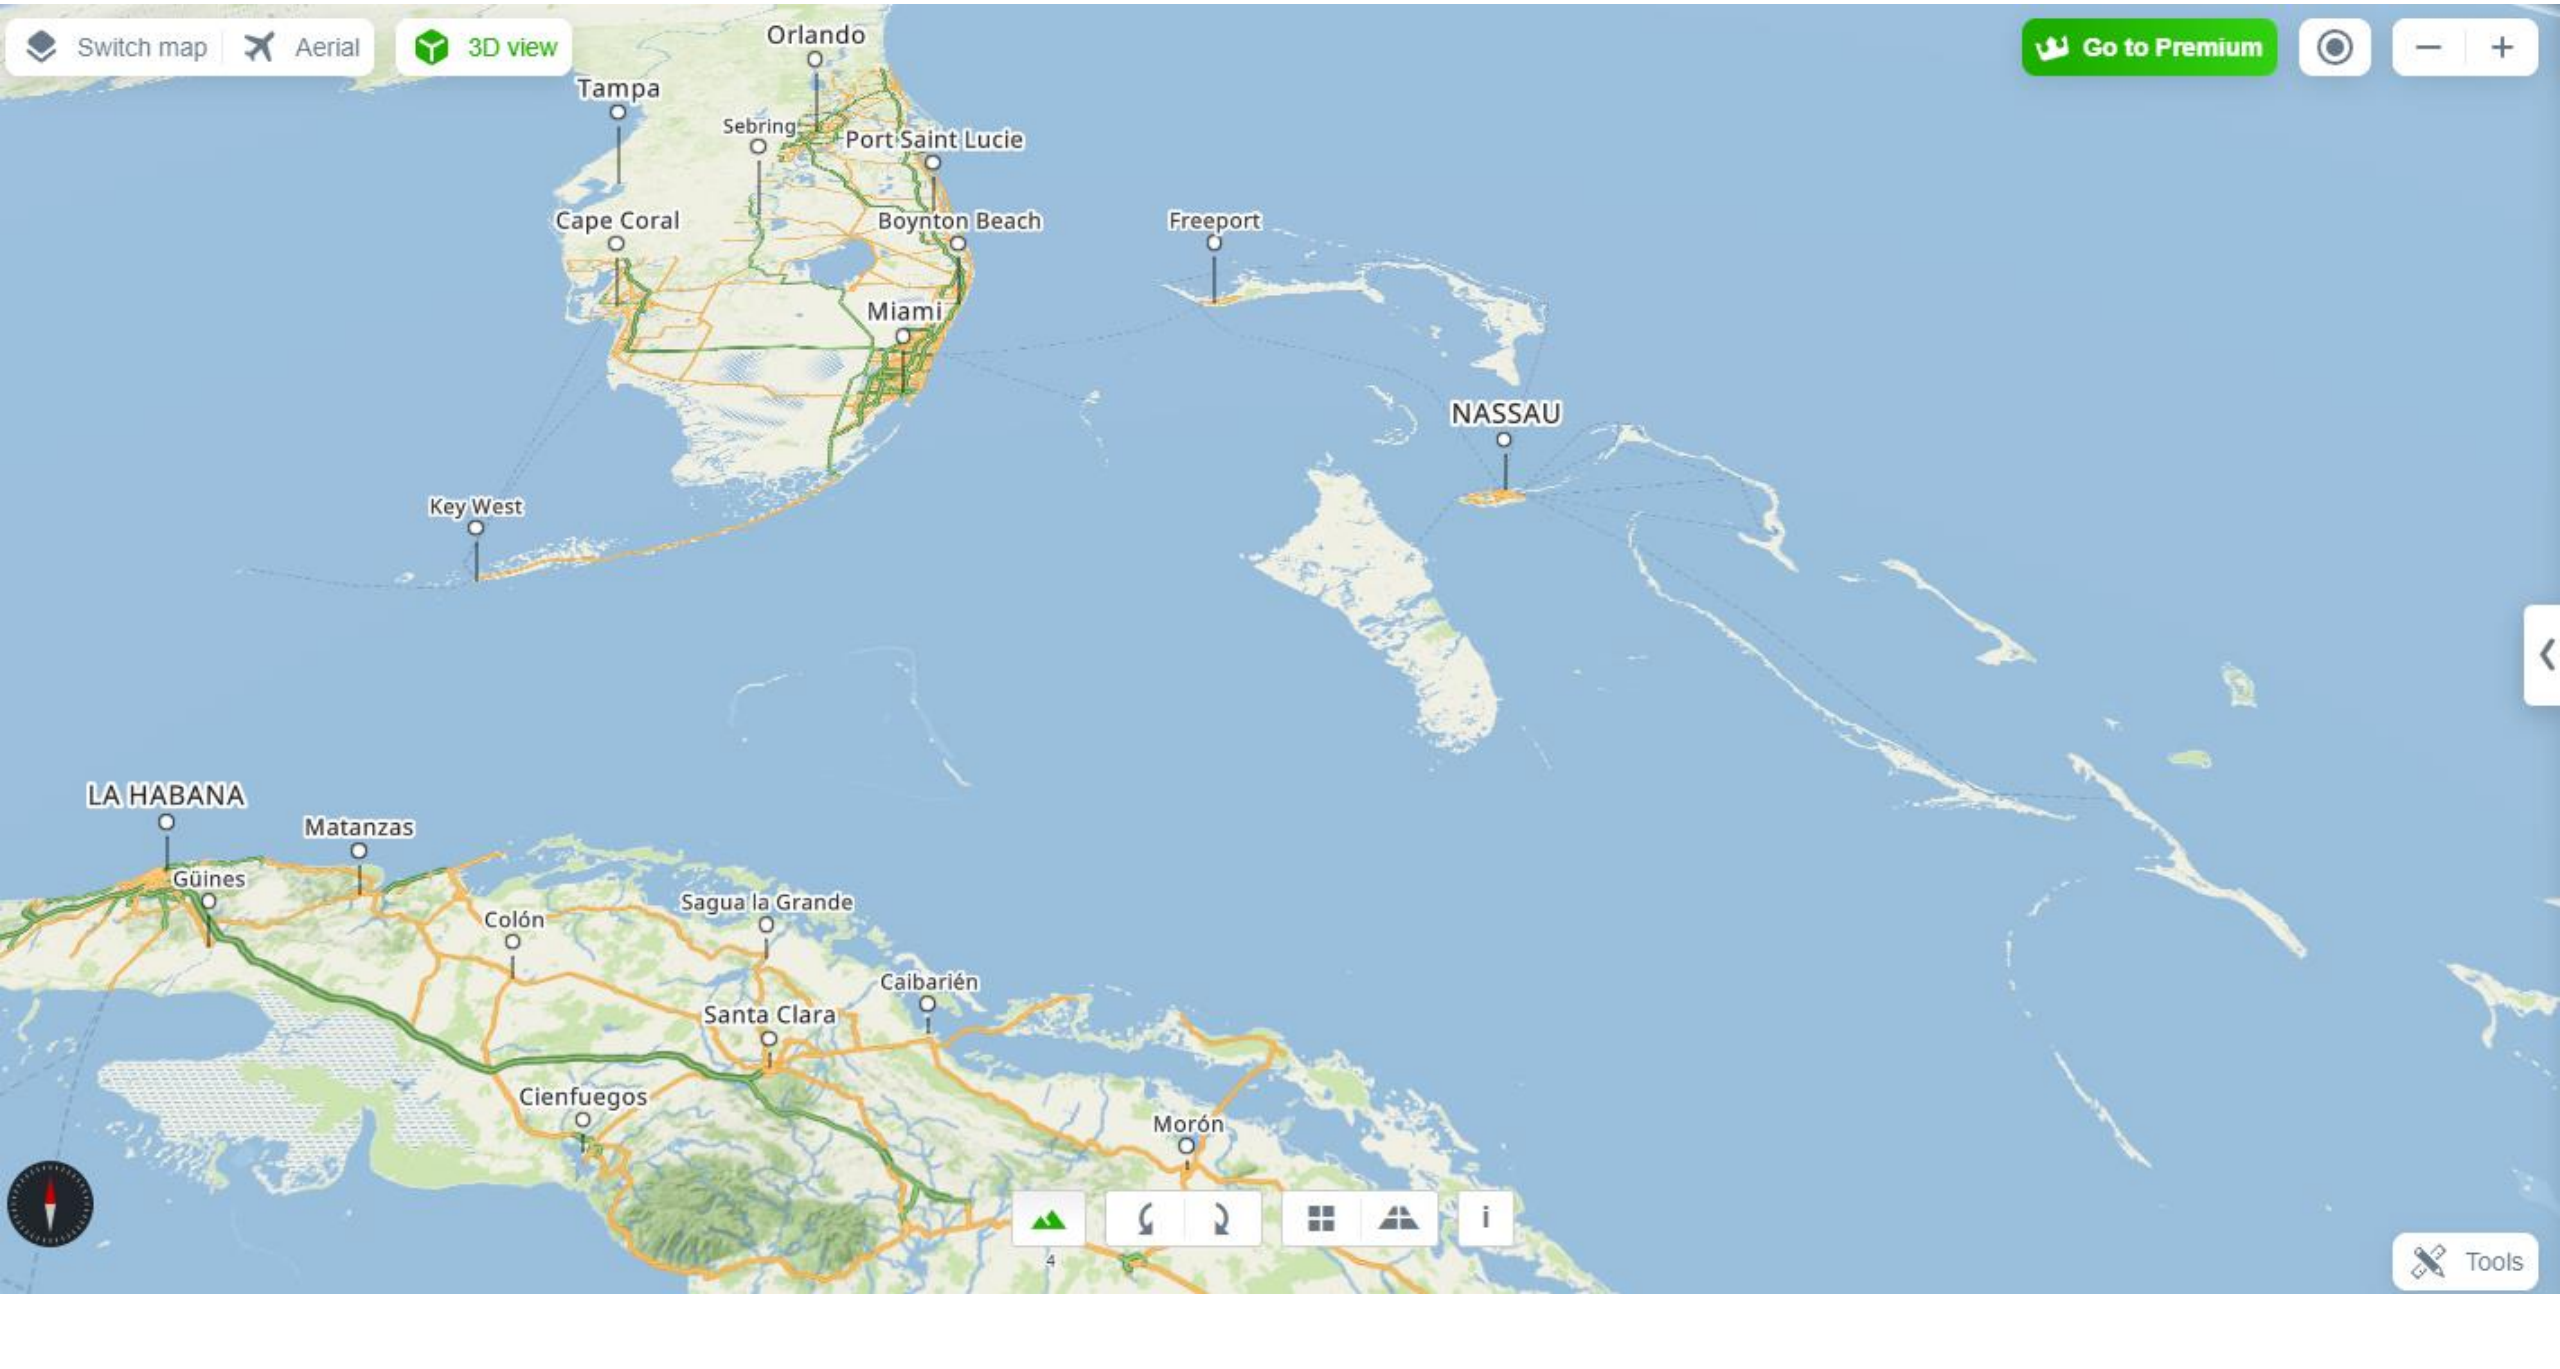 Switch map
Aerial
3D view
Go to Premium
Orlando
Tampa
Sebring
Port Saint Lucie
Cape Coral
Boynton Beach
Freeport
Miami
NASSAU
Key West
LA HABANA
Matanzas
Güines
Sagua la Grande
Colón
Caibarién
Santa Clara
Cienfuegos
Morón
i
4
Tools